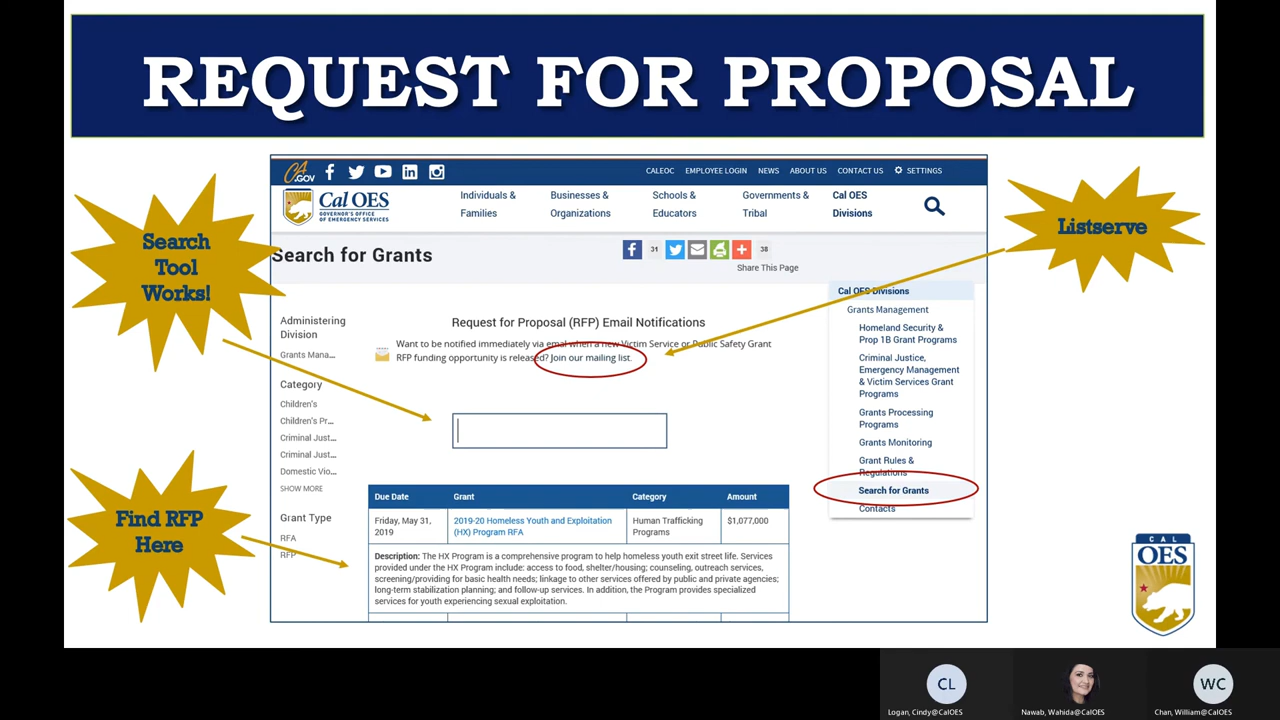 REQUEST FOR PROPOSAL
CA.GOV
CALEOC EMPLOYEE LOGIN NEWS ABOUT US CONTACT US SETTINGS
Cal OES
GOVERNOR'S OFFICE
OF EMERGENCY SERVICES
Individuals &
Families
Businesses &
Organizations
Schools &
Educators
Governments &
Tribal
Cal OES
Divisions
Search
Tool
Works!
Listserve
Search for Grants
31
38
Share This Page
Cal OES Divisions
Grants Management
Homeland Security &
Prop 1B Grant Programs
Criminal Justice,
Emergency Management
& Victim Services Grant
Programs
Grants Processing
Programs
Grants Monitoring
Grant Rules &
Regulations
Search for Grants
Contacts
Administering
Division
Grants Mana...
Category
Children's
Children's Pr...
Criminal Just...
Criminal Just...
Domestic Vio...
SHOW MORE
Grant Type
RFA
RFP
Request for Proposal (RFP) Email Notifications
Want to be notified immediately via email when a new Victim Service or Public Safety Grant
RFP funding opportunity is released? Join our mailing list.
Find RFP
Here
Due Date Grant Category Amount
Friday, May 31,
2019
2019-20 Homeless Youth and Exploitation
(HX) Program RFA
Human Trafficking
Programs
$1,077,000
Description: The HX Program is a comprehensive program to help homeless youth exit street life. Services
provided under the HX Program include: access to food, shelter/housing; counseling, outreach services,
screening/providing for basic health needs; linkage to other services offered by public and private agencies;
long-term stabilization planning; and follow-up services. In addition, the Program provides specialized
services for youth experiencing sexual exploitation.
CAL
OES
CL
WC
Logan, Cindy@CalOES
Nawab, Wahida@CalOES
Chan, William@CalOES